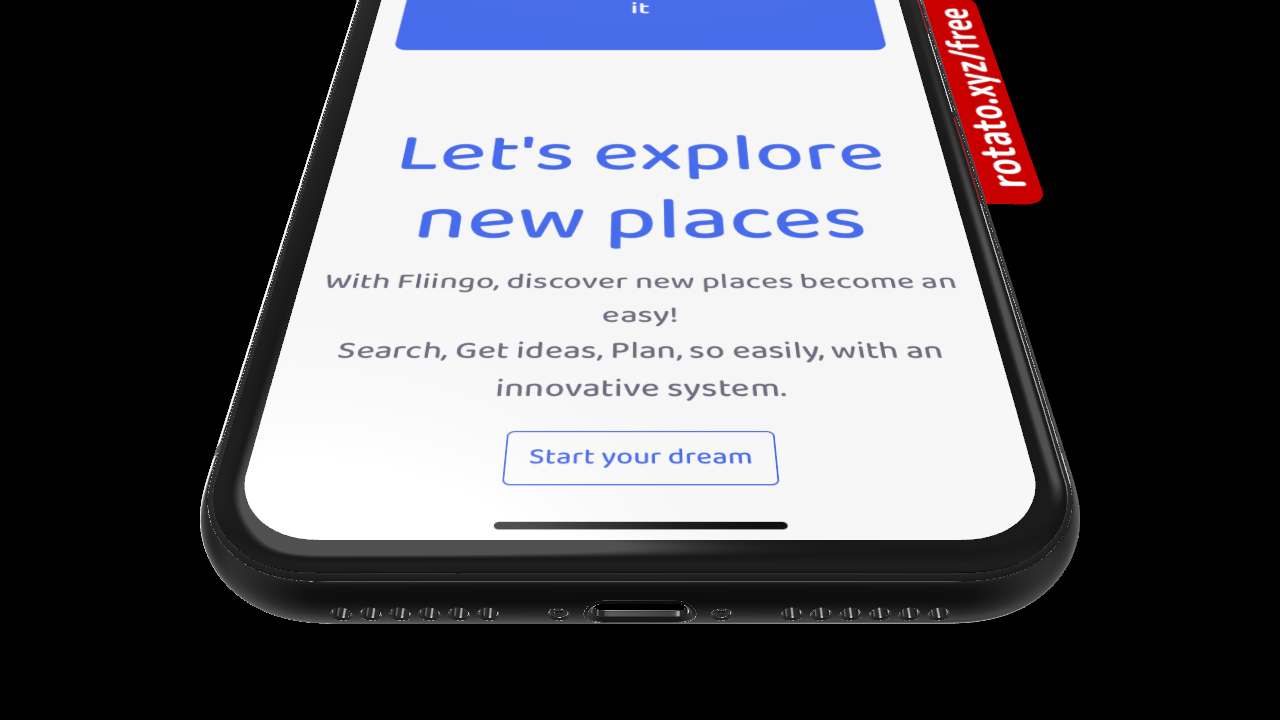 it
rotato.xyz/free
Let's explore
new places
With Fliingo, discover new places become an
easy!
Search, Get ideas, Plan, so easily, with an
innovative system.
Start your dream